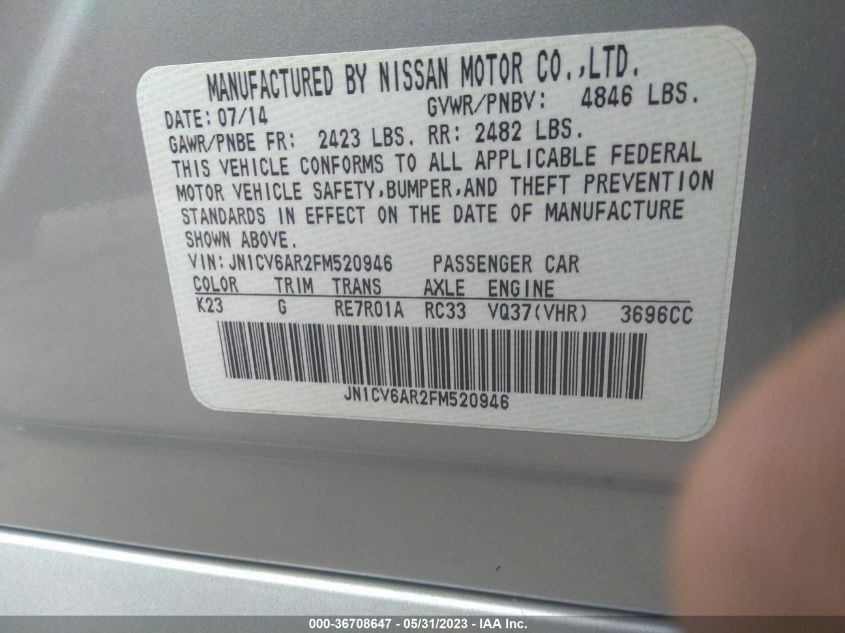 MANUFACTURED BY NISSAN MOTOR CO.,LTD.
DATE: 07/14 GVWR/PNBV: 4846 LBS.
GAWR/PNBE FR: 2423 LBS. RR: 2482 LBS.
THIS VEHICLE CONFORMS TO ALL APPLICABLE FEDERAL
MOTOR VEHICLE SAFETY,BUMPER,AND THEFT PREVENTION
STANDARDS IN EFFECT ON THE DATE OF MANUFACTURE
SHOWN ABOVE.
VIN:JN1CV6AR2FM520946 PASSENGER CAR
COLOR TRIM TRANS AXLE ENGINE
K23 G RE7R01A RC33 VQ37(VHR) 3696CC
JN1CV6AR2FM520946
000-36708647 - 05/31/2023 - IAA Inc.